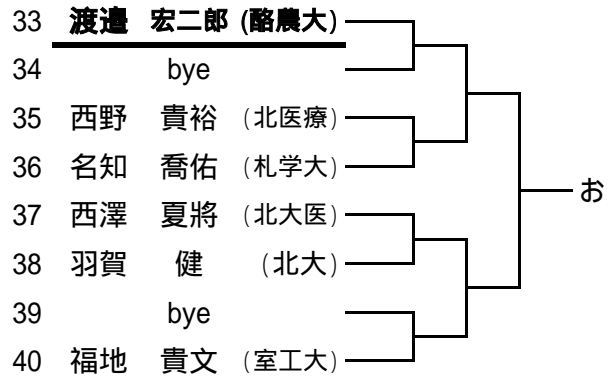 33 渡邉 宏二郎 (酪農大)
34 bye
35 西野 貴裕 (北医療)
36 名知 喬佑 (札学大)
お
37 西澤 夏將 (北大医)
38 羽賀 健 (北大)
39 bye
40 福地 貴文 (室工大)